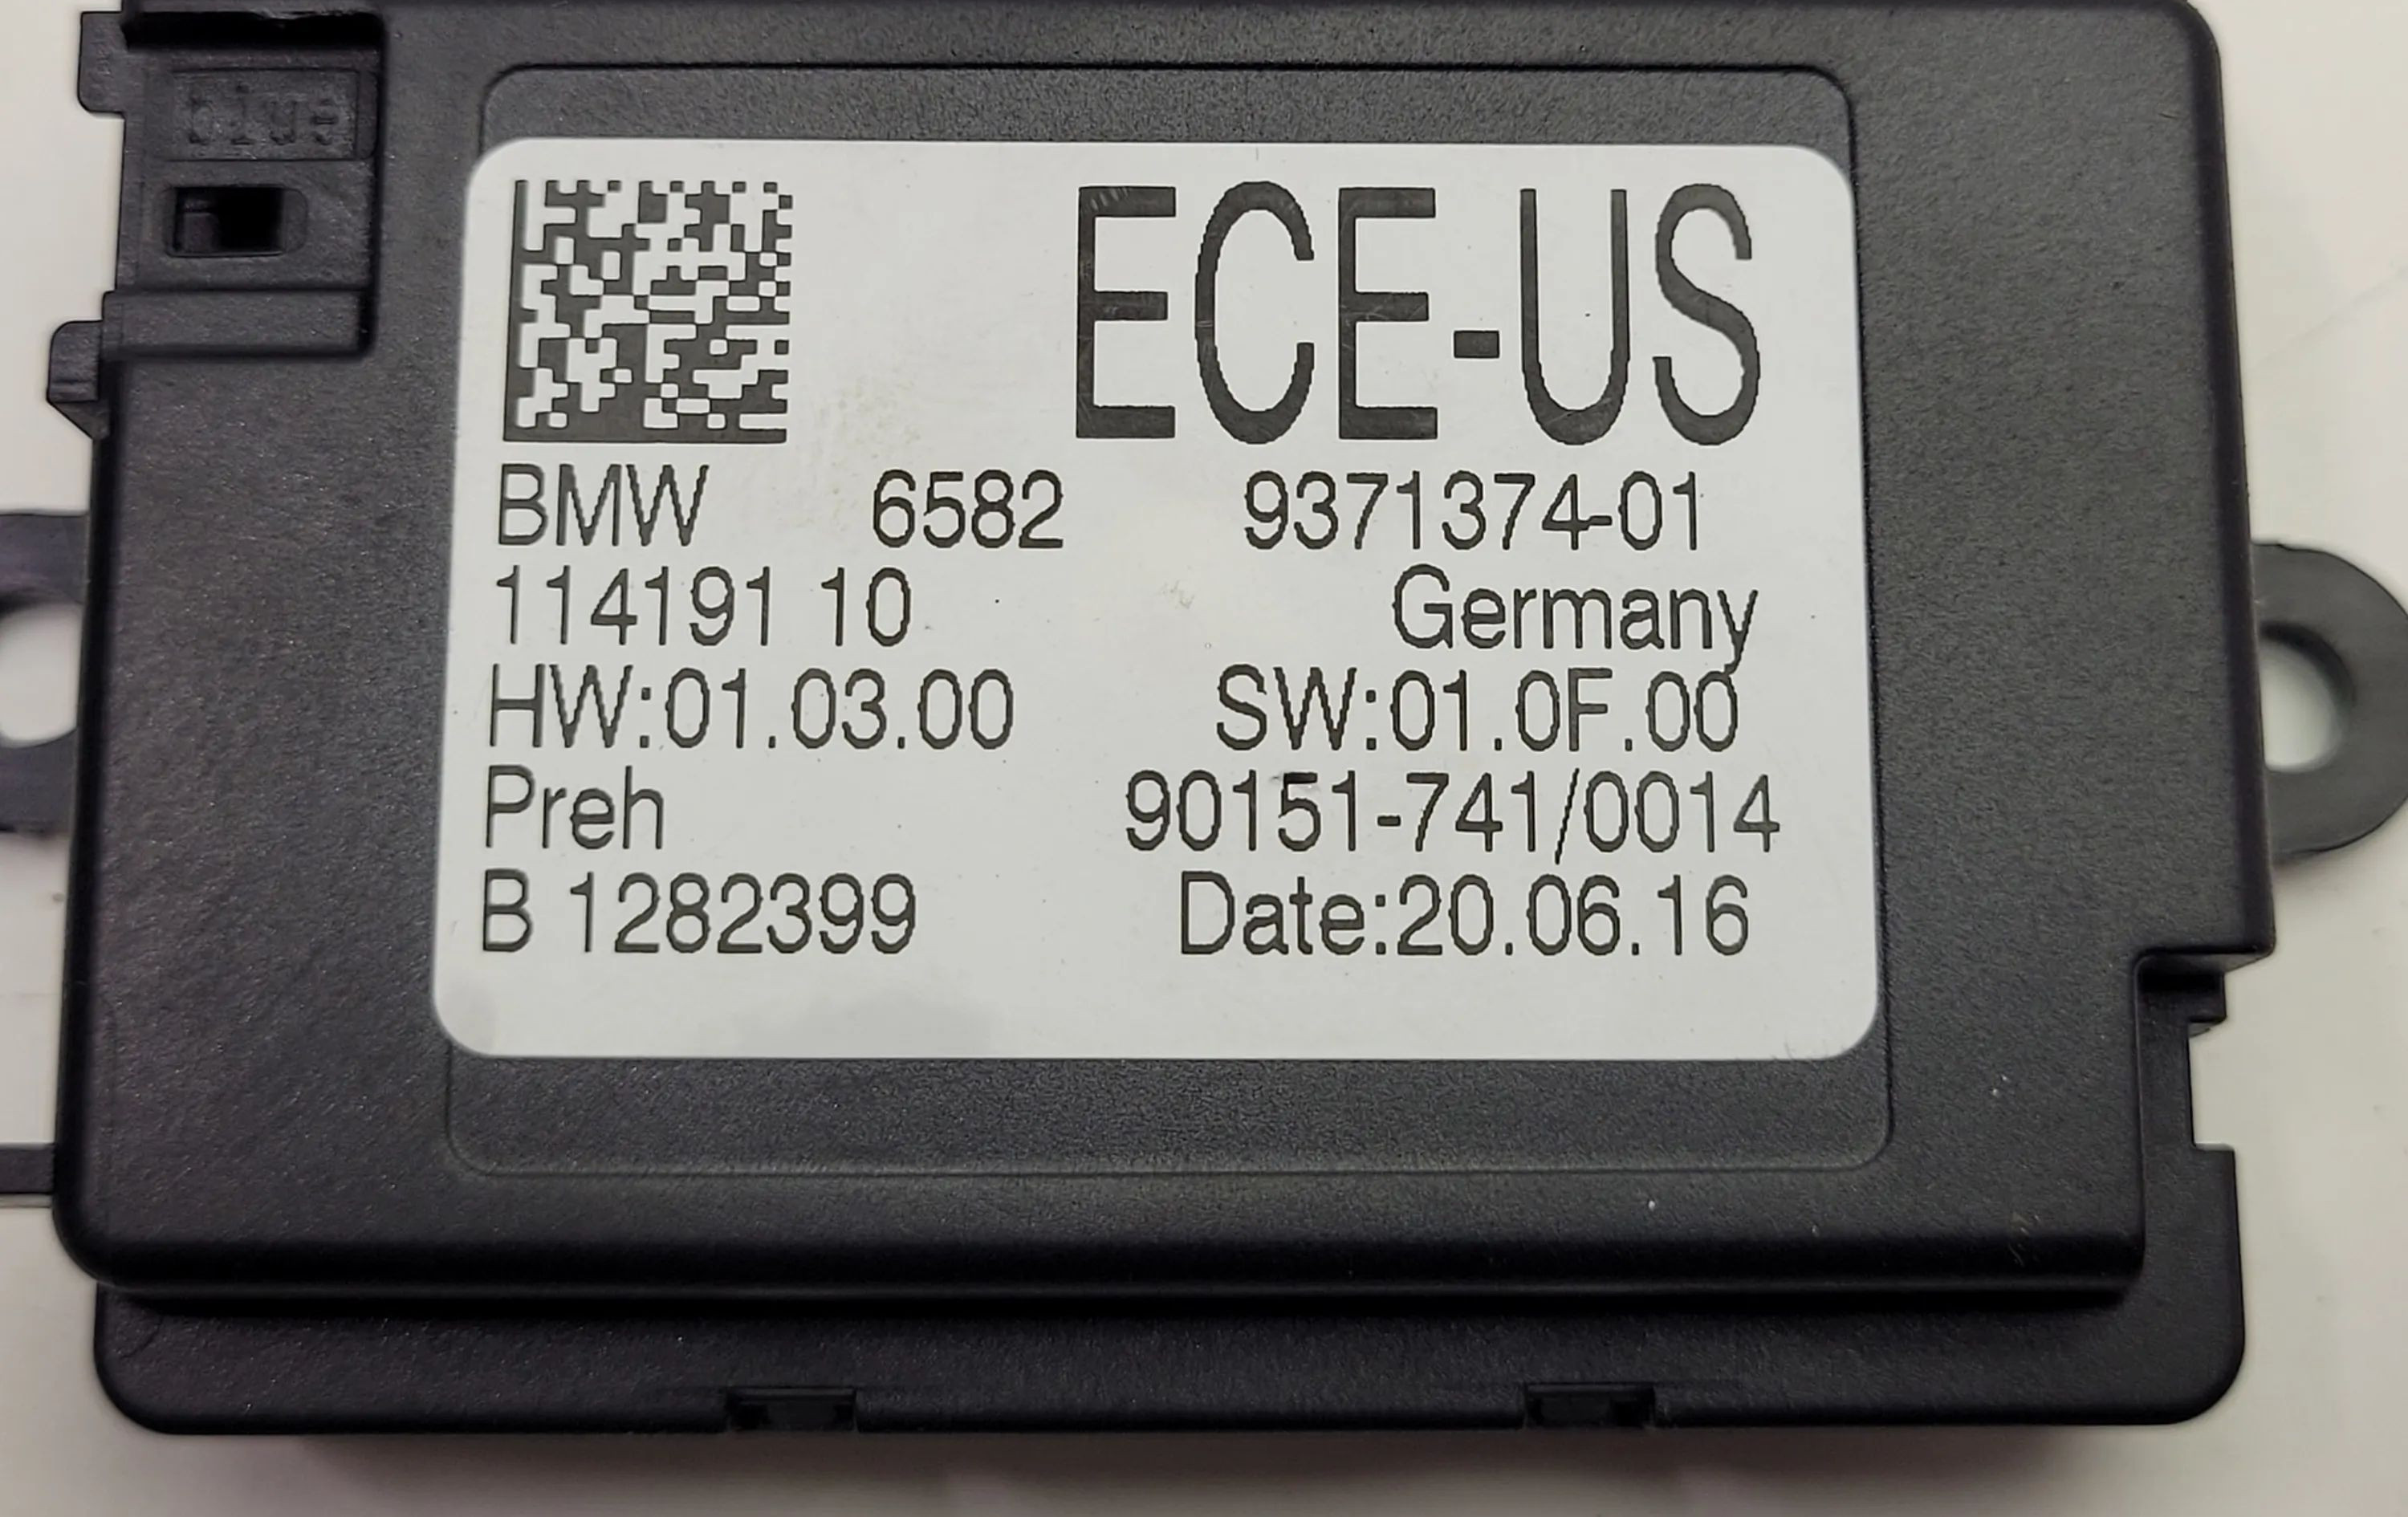 blue
ECE-US
BMW 6582 9371374-01
114191 10 Germany
HW:01.03.00 SW:01.0F.00
Preh 90151-741/0014
B 1282399 Date:20.06.16